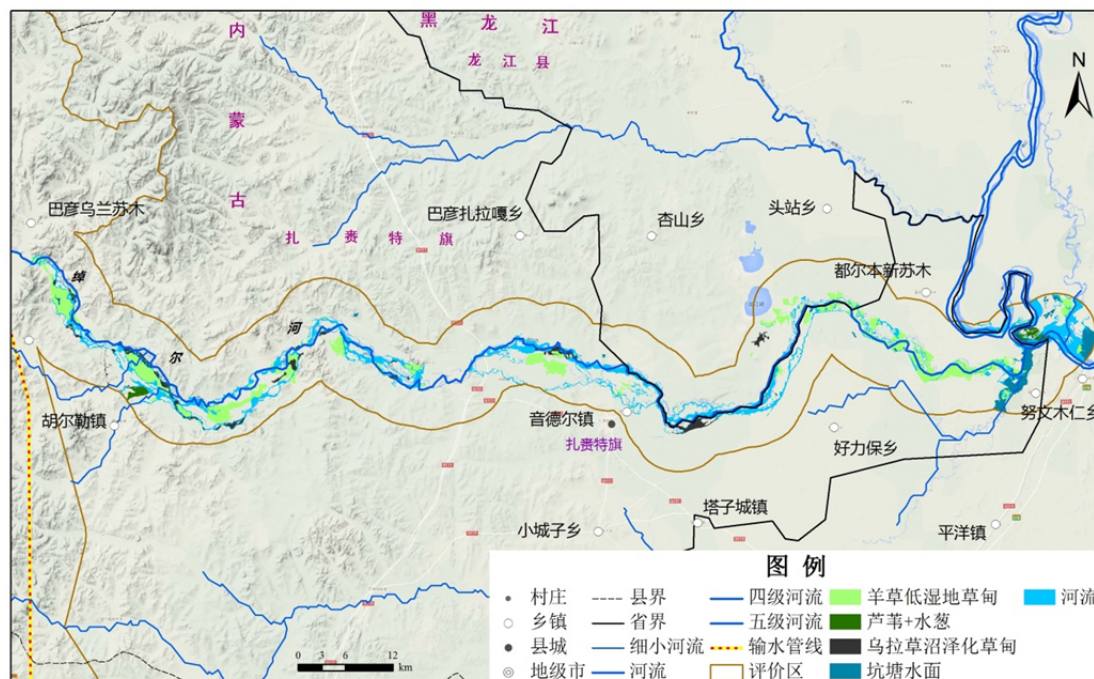 黑龙江
龙江县
内
蒙
古
N
巴彦乌兰苏木
巴彦扎拉嘎乡
杏山乡
头站乡
扎赉特旗
都尔本新苏木
绰
尔
河
胡尔勒镇
音德尔镇
扎赉特旗
好力保乡
努文木仁乡
小城子乡
塔子城镇
平洋镇
图例
村庄
县界
四级河流
羊草低湿地草甸
河流
乡镇
省界
五级河流
芦苇+水葱
县城
细小河流
输水管线
乌拉草沼泽化草甸
地级市
河流
评价区
坑塘水面
0 3 6 12
km